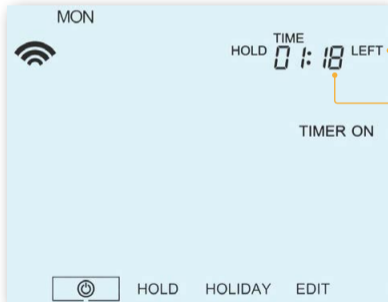 MON
TIME
HOLD 01:18 LEFT
TIMER ON
HOLD HOLIDAY EDIT